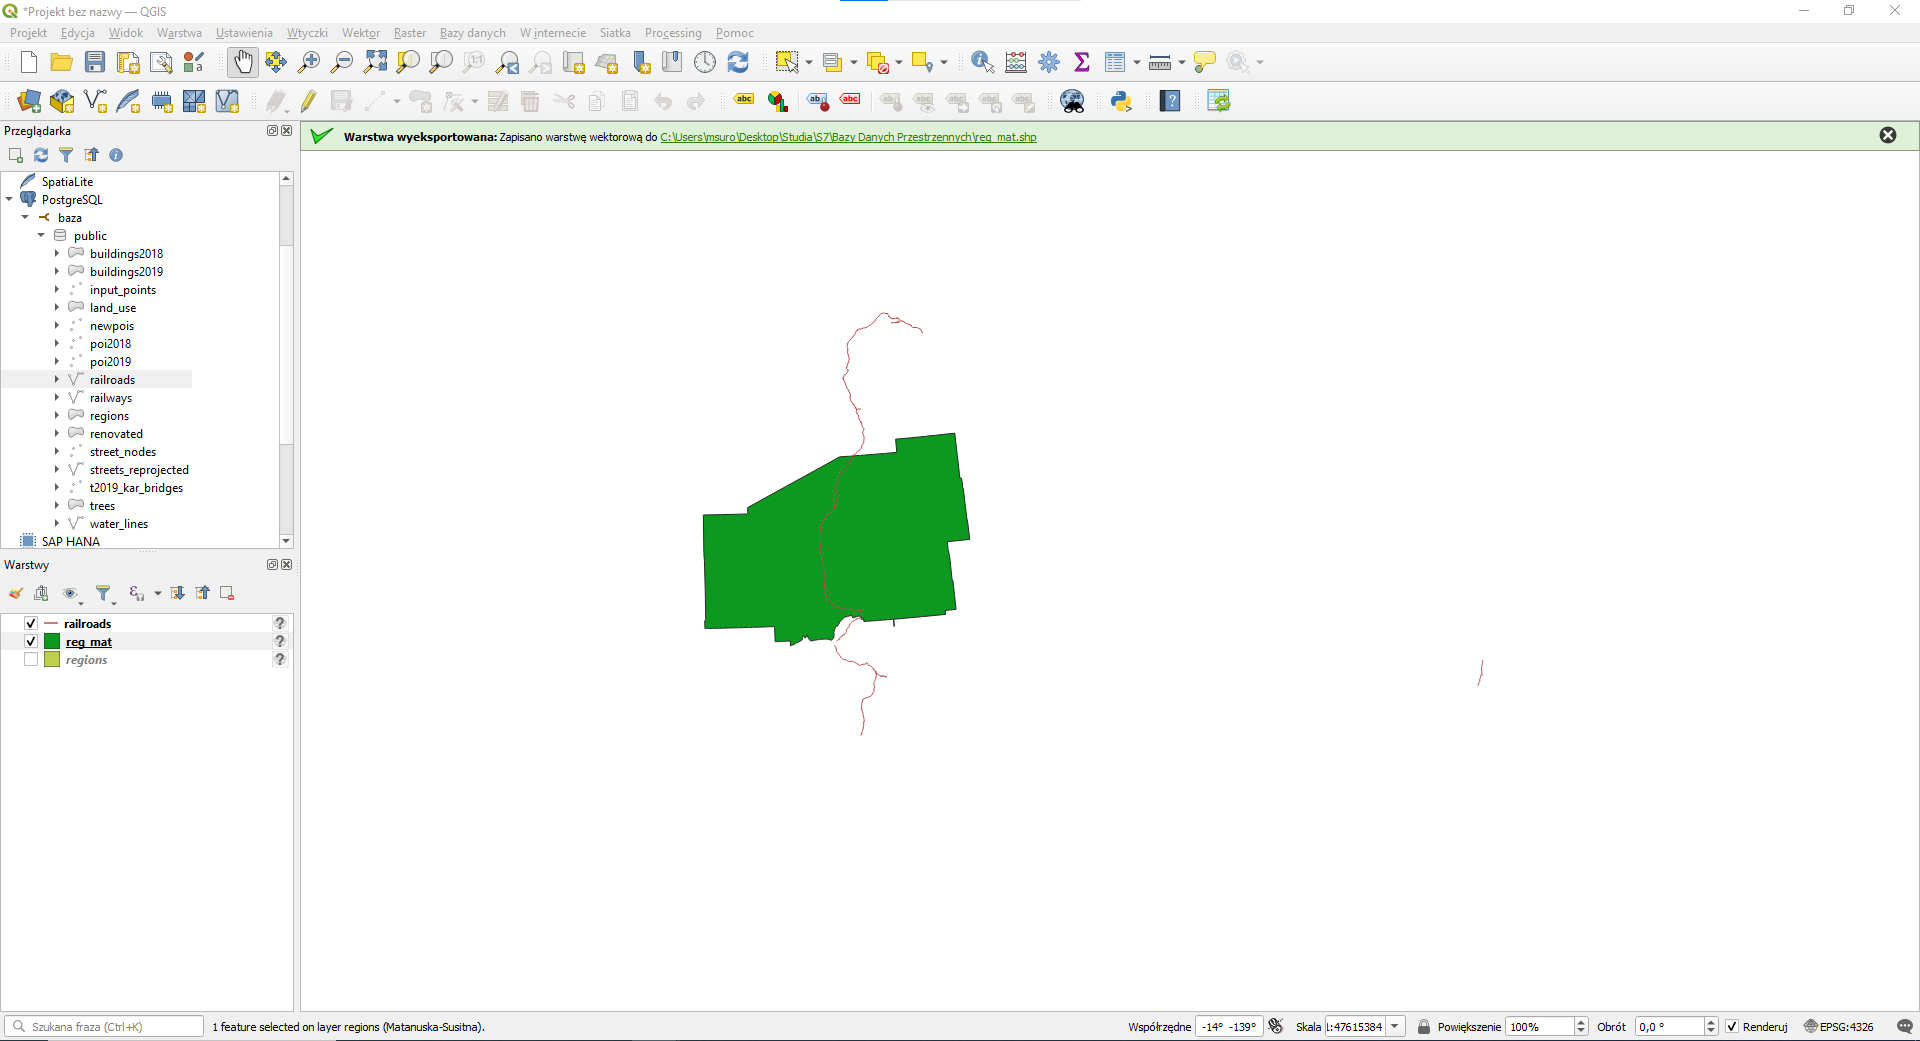 *Projekt bez nazwy — QGIS
Projekt Edycja Widok Warstwa Ustawienia Wtyczki Wektor Raster Bazy danych W internecie Siatka Processing Pomoc
Przeglądarka
Warstwa wyeksportowana: Zapisano warstwę wektorową do C:\Users\msuro\Desktop\Studia\S7\Bazy Danych Przestrzennych\reg_mat.shp
SpatiaLite
PostgreSQL
baza
public
buildings2018
buildings2019
input_points
land_use
newpois
poi2018
poi2019
railroads
railways
regions
renovated
street_nodes
streets_reprojected
t2019_kar_bridges
trees
water_lines
SAP HANA
Warstwy
railroads
reg_mat
regions
Szukana fraza (Ctrl+K)
1 feature selected on layer regions (Matanuska-Susitna).
Współrzędne -14° -139° Skala 1:47615384 Powiększenie 100% Obrót 0,0 ° Renderuj EPSG:4326